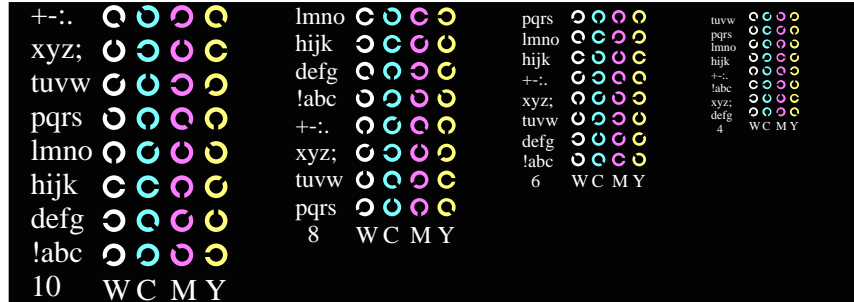 +-:.
xyz;
tuvw
pqrs
lmno
hijk
defg
!abc
10 W C M Y
lmno
hijk
defg
!abc
+-:.
xyz;
tuvw
pqrs
8 W C M Y
pqrs
lmno
hijk
+-:.
xyz;
tuvw
defg
!abc
6 W C M Y
tuvw
pqrs
lmno
hijk
+-:.
!abc
xyz;
defg
4 W C M Y